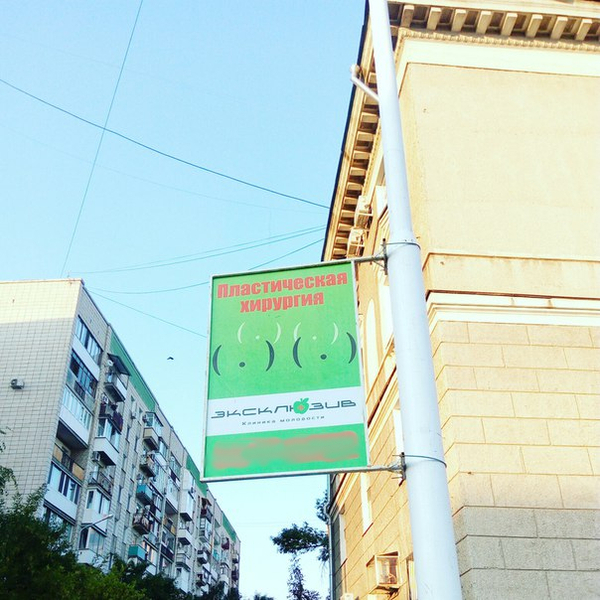 Пластическая
хирургия
( . ) ( . )
( . ) ( . )
ЭКСКЛЮЗИВ
Клиника молодости